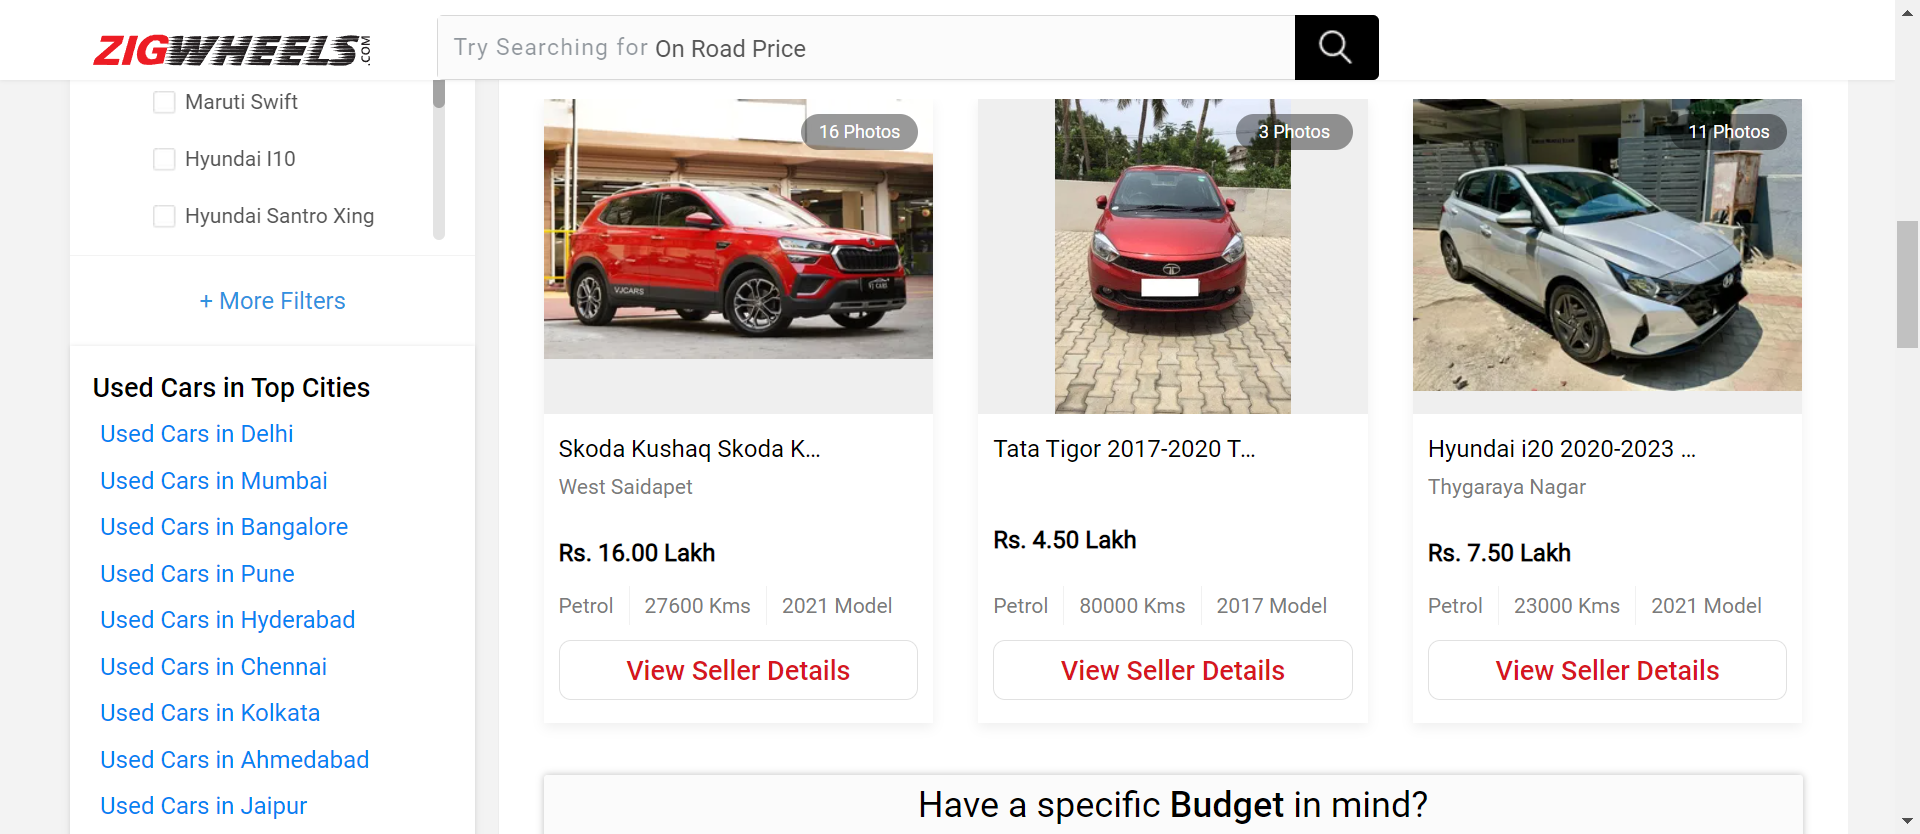 ZIGWHEELS.COM
Try Searching for On Road Price
Maruti Swift
Hyundai I10
Hyundai Santro Xing
+ More Filters
Used Cars in Top Cities
Used Cars in Delhi
Used Cars in Mumbai
Used Cars in Bangalore
Used Cars in Pune
Used Cars in Hyderabad
Used Cars in Chennai
Used Cars in Kolkata
Used Cars in Ahmedabad
Used Cars in Jaipur
16 Photos
VJCARS
VJ CARS
Skoda Kushaq Skoda K...
West Saidapet
Rs. 16.00 Lakh
Petrol 27600 Kms 2021 Model
View Seller Details
3 Photos
Tata Tigor 2017-2020 T...
Rs. 4.50 Lakh
Petrol 80000 Kms 2017 Model
View Seller Details
11 Photos
Hyundai i20 2020-2023 ...
Thygaraya Nagar
Rs. 7.50 Lakh
Petrol 23000 Kms 2021 Model
View Seller Details
Have a specific Budget in mind?